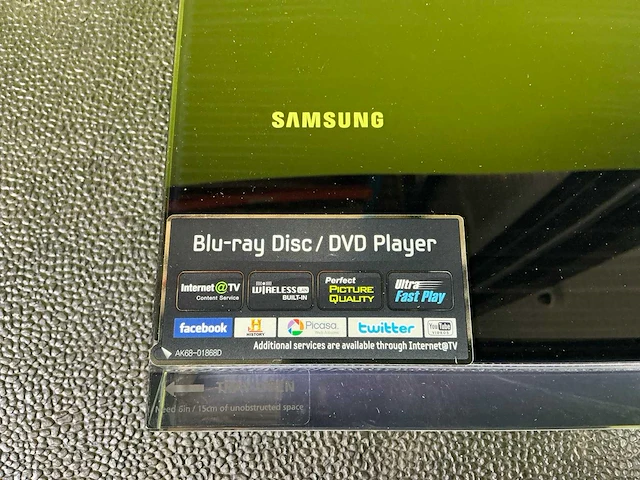 SAMSUNG
Blu-ray Disc / DVD Player
Internet@TV
Content Service
WIRELESS LAN
BUILT-IN
Perfect
PICTURE
QUALITY
Ultra
Fast Play
facebook
H
HISTORY
Picasa
twitter
YouTube
Additional services are available through Internet@TV
AK68-01868D
Need 6in / 15cm of unobstructed space